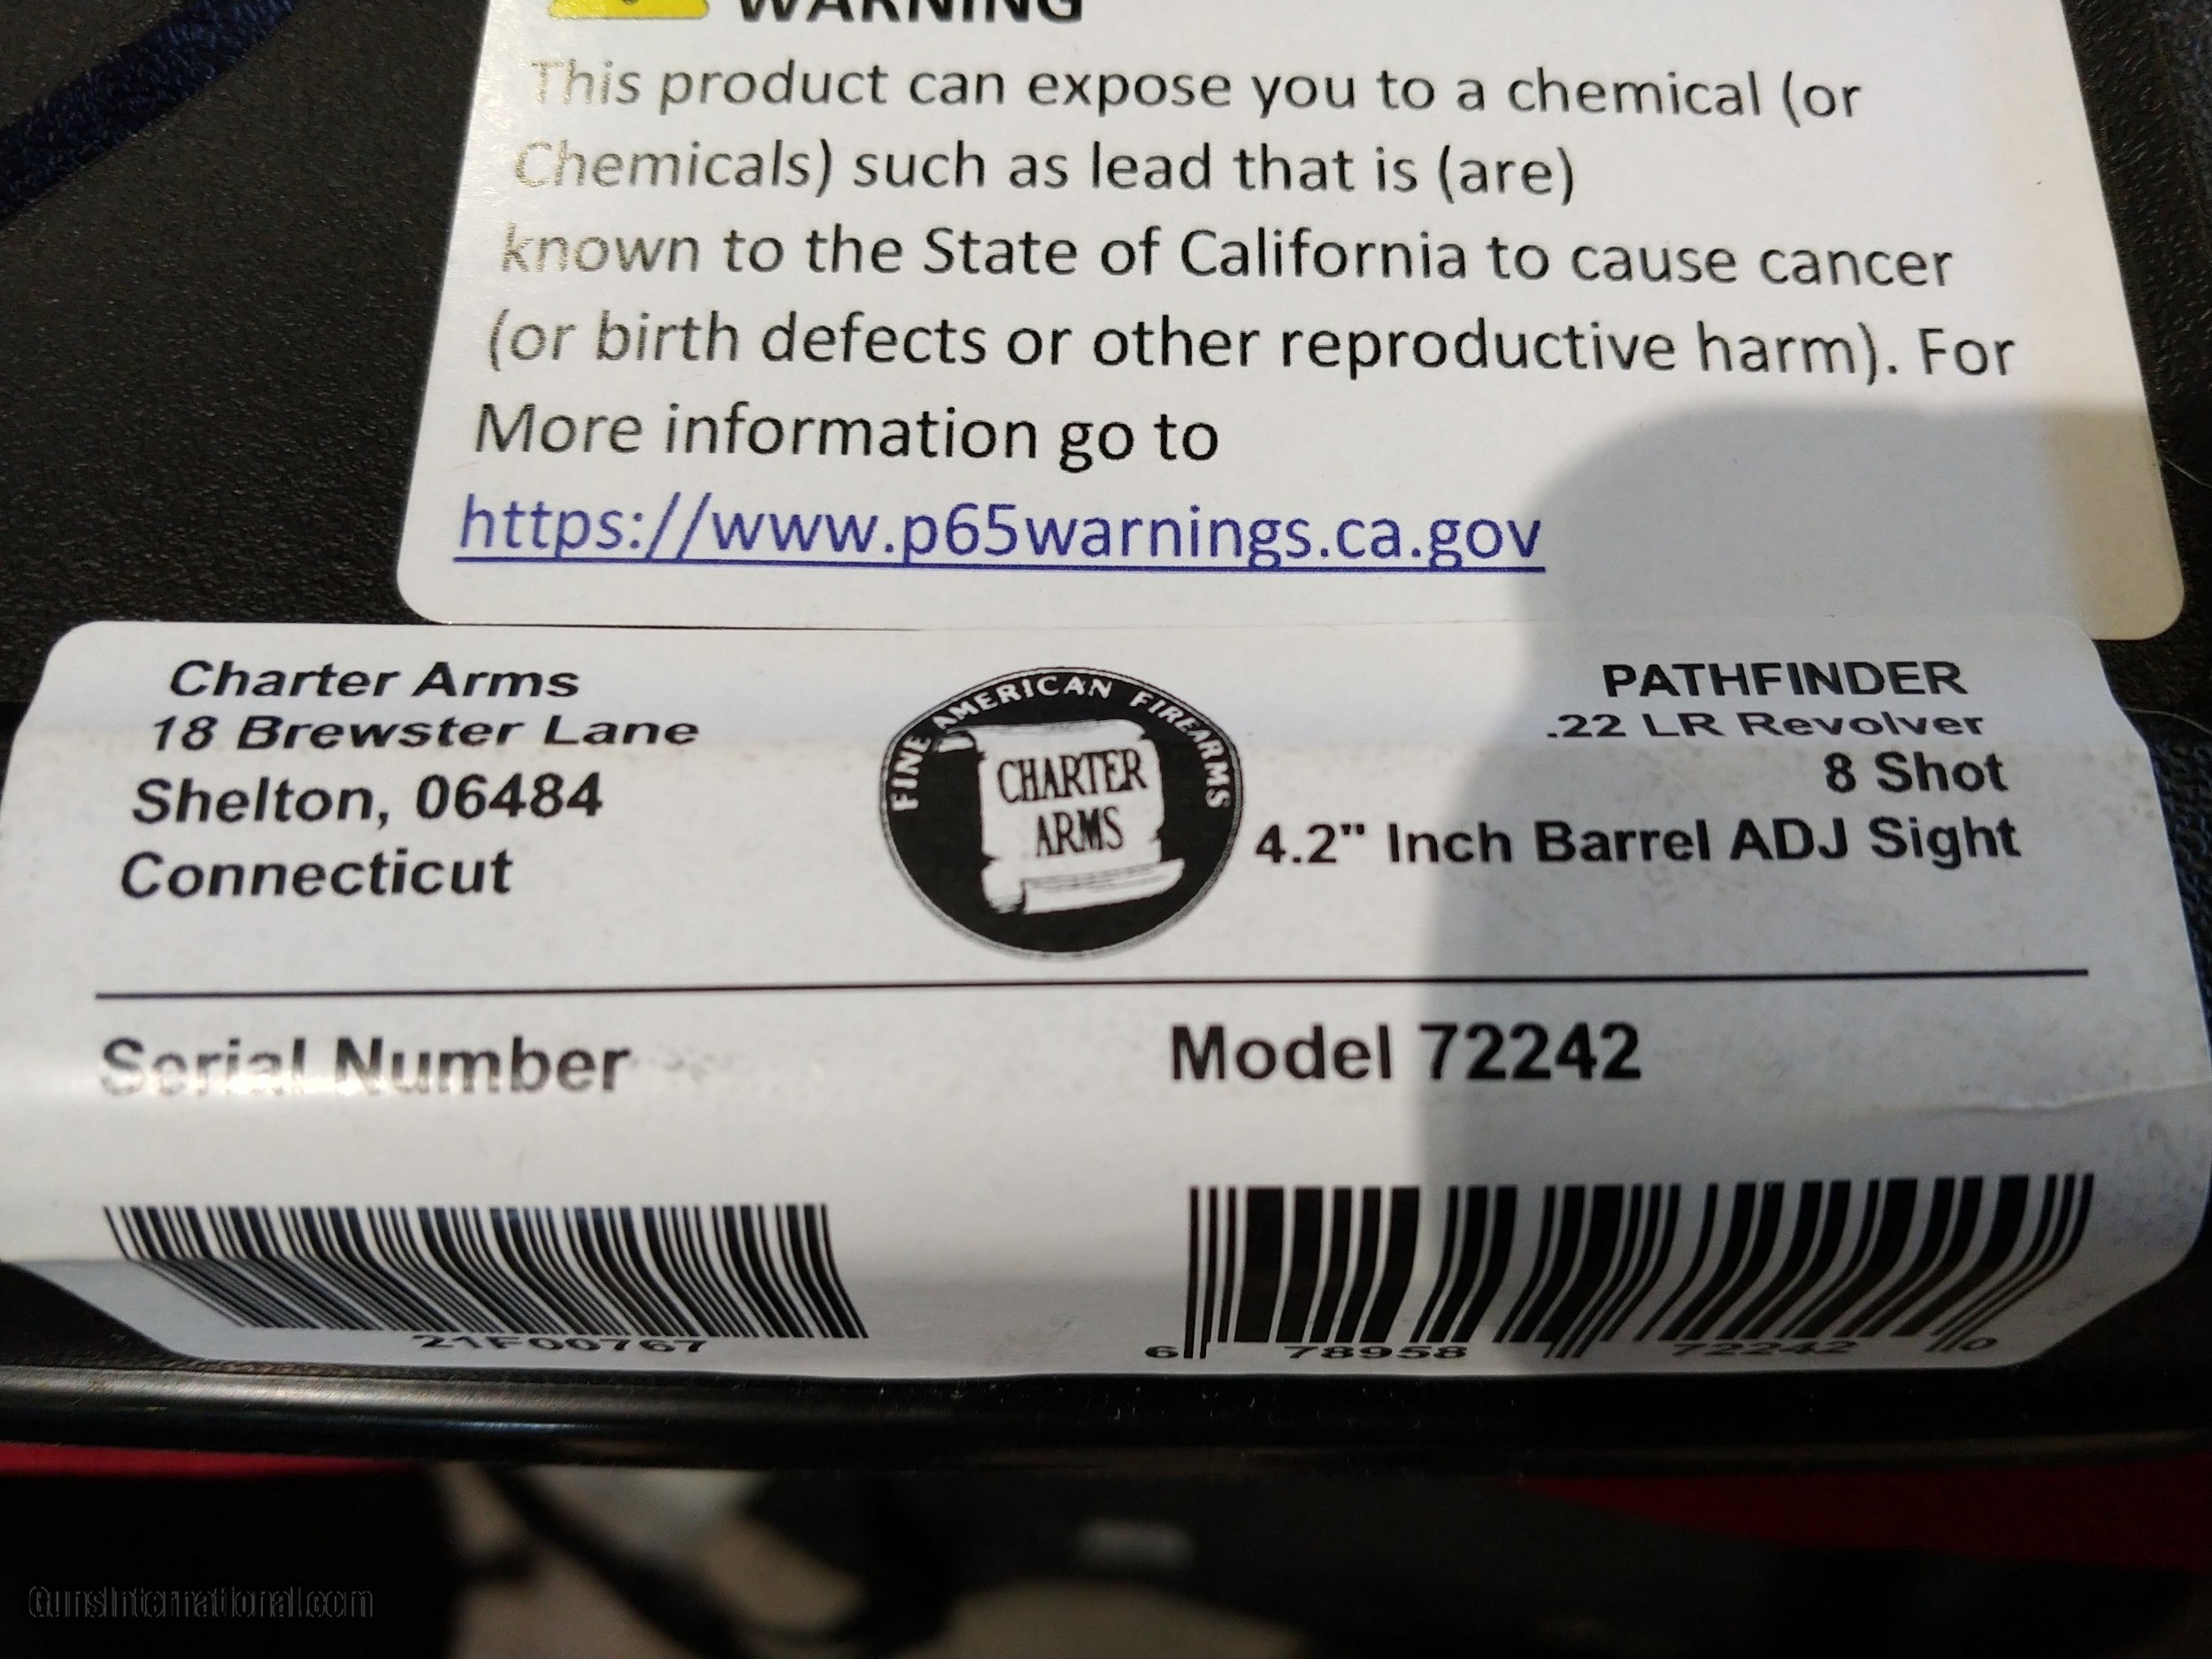 WARNING
This product can expose you to a chemical (or
Chemicals) such as lead that is (are)
known to the State of California to cause cancer
(or birth defects or other reproductive harm). For
More information go to
https://www.p65warnings.ca.gov
Charter Arms
18 Brewster Lane
Shelton, 06484
Connecticut
FINE AMERICAN FIREARMS
CHARTER
ARMS
PATHFINDER
.22 LR Revolver
8 Shot
4.2" Inch Barrel ADJ Sight
Serial Number
Model 72242
21F00767
6 78958 72242 0
GunsInternational.com